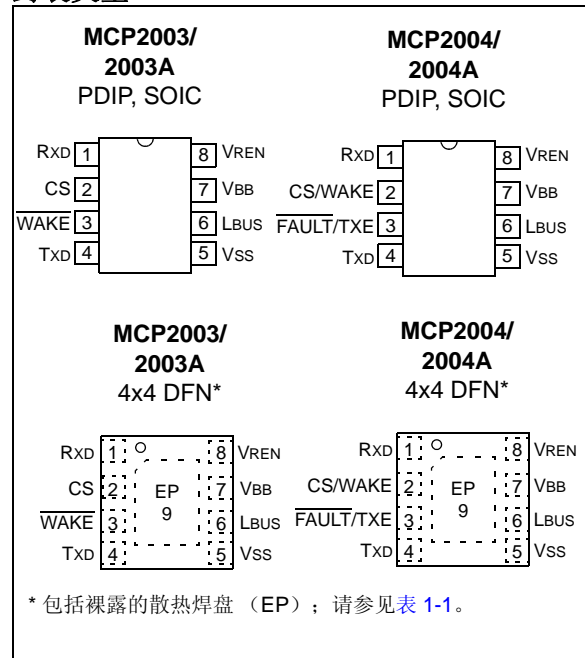 MCP2003/
2003A
PDIP, SOIC
RXD 1
CS 2
WAKE 3
TXD 4
8 VREN
7 VBB
6 LBUS
5 VSS
MCP2004/
2004A
PDIP, SOIC
RXD 1
CS/WAKE 2
FAULT/TXE 3
TXD 4
8 VREN
7 VBB
6 LBUS
5 VSS
MCP2003/
2003A
4x4 DFN*
RXD 1
CS 2
WAKE 3
TXD 4
EP
9
8 VREN
7 VBB
6 LBUS
5 VSS
MCP2004/
2004A
4x4 DFN*
RXD 1
CS/WAKE 2
FAULT/TXE 3
TXD 4
EP
9
8 VREN
7 VBB
6 LBUS
5 VSS
* 包括裸露的散热焊盘 （EP）；请参见表 1-1。